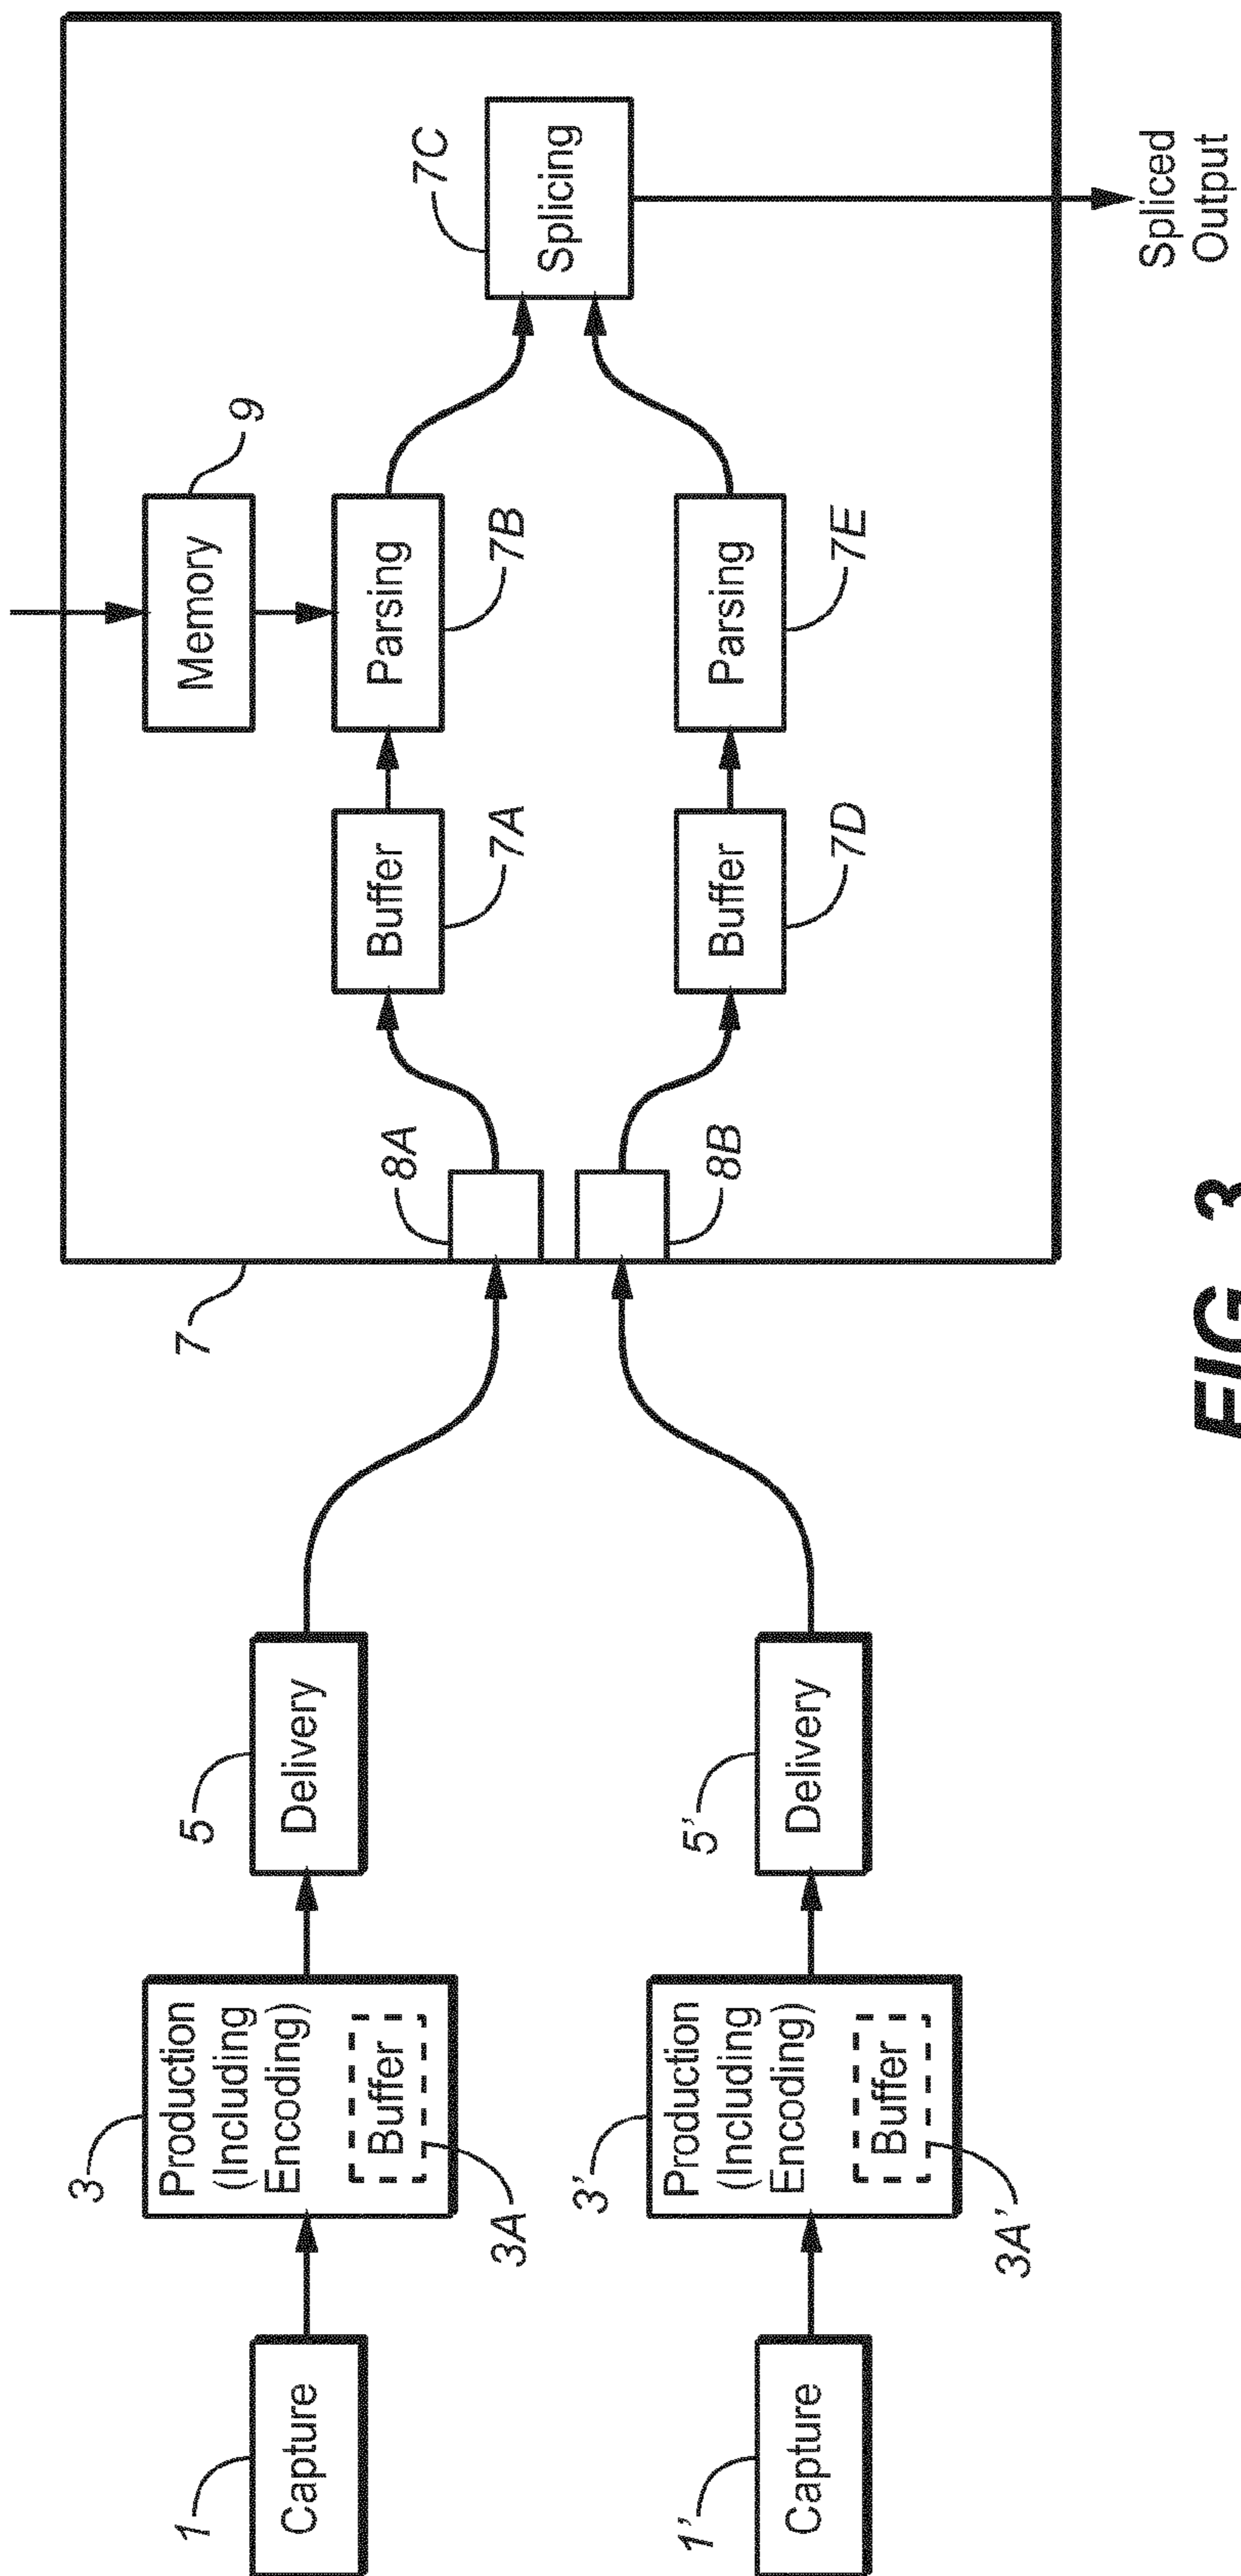 1
Capture
3
Production
(Including
Encoding)
Buffer
3A
5
Delivery
1'
Capture
3'
Production
(Including
Encoding)
Buffer
3A'
5'
Delivery
7
8A
8B
Buffer
7A
Memory
9
Parsing
7B
Buffer
7D
Parsing
7E
7C
Splicing
Spliced
Output
FIG. 3